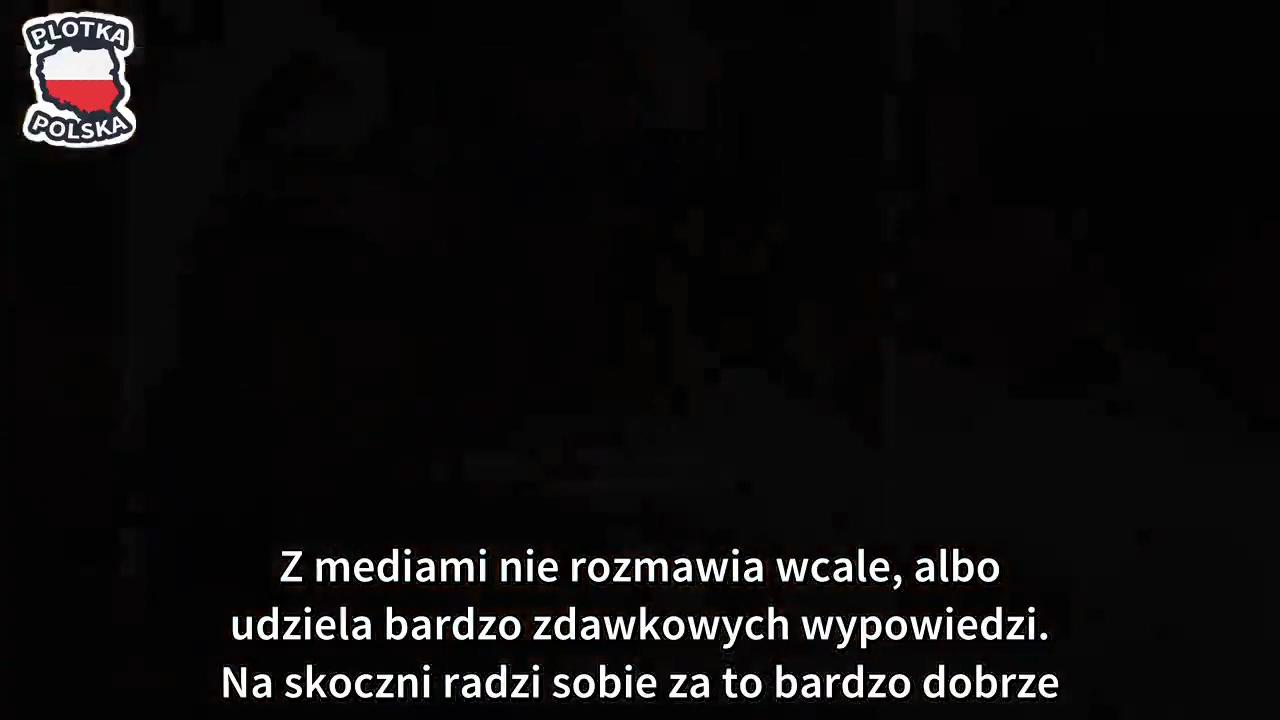 PLOTKA
POLSKA
Z mediami nie rozmawia wcale, albo
udziela bardzo zdawkowych wypowiedzi.
Na skoczni radzi sobie za to bardzo dobrze